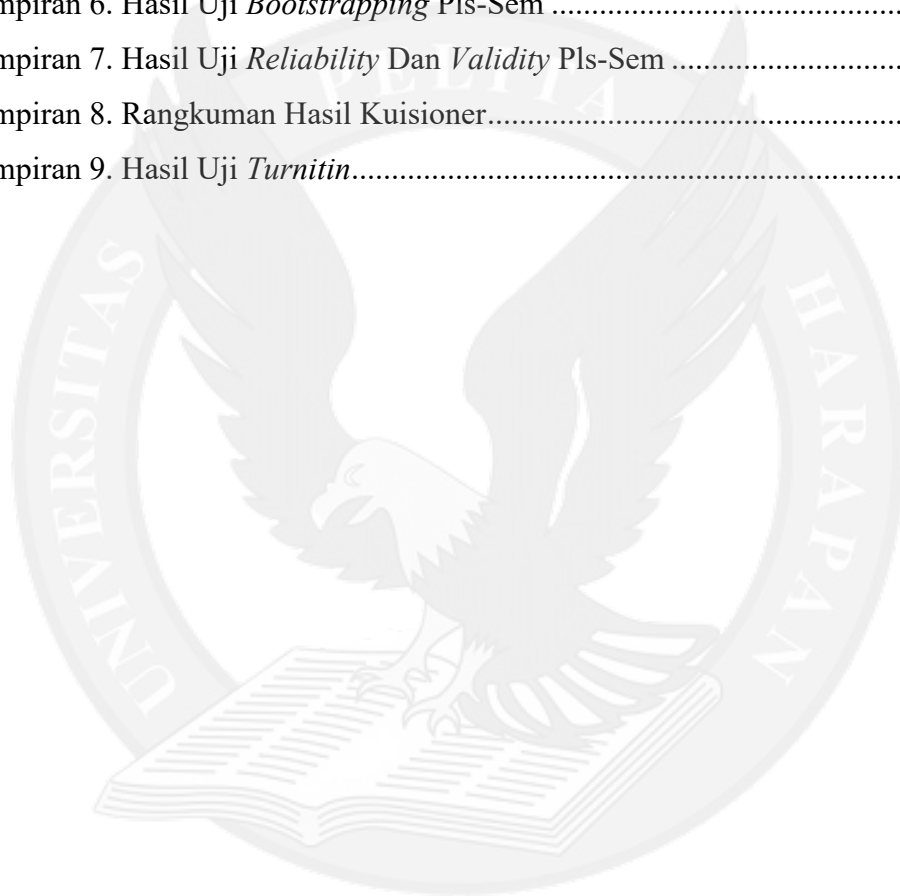 mpiran 6. Hasil Uji Bootstrapping Pls-Sem ............................................
mpiran 7. Hasil Uji Reliability Dan Validity Pls-Sem .............................
mpiran 8. Rangkuman Hasil Kuisioner....................................................
mpiran 9. Hasil Uji Turnitin.....................................................................
UNIVERSITAS PELITA HARAPAN